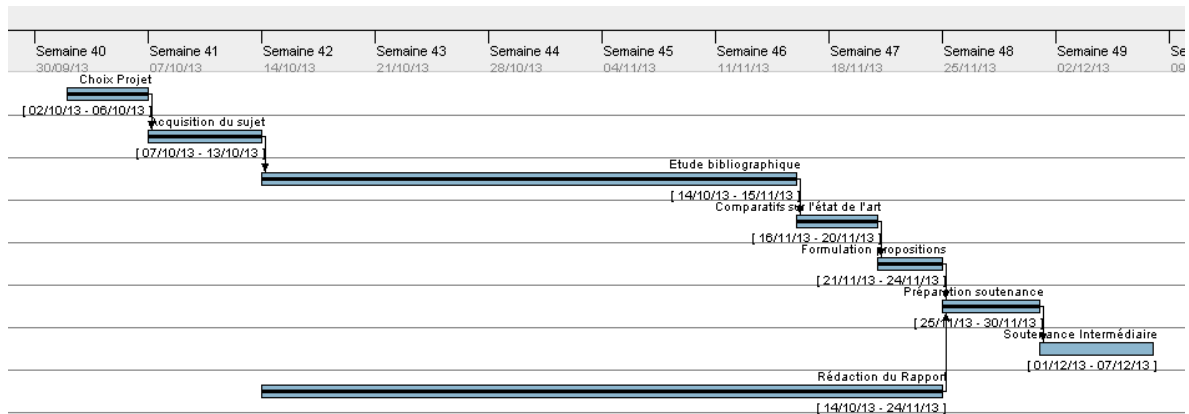 Semaine 40 Semaine 41 Semaine 42 Semaine 43 Semaine 44 Semaine 45 Semaine 46 Semaine 47 Semaine 48 Semaine 49 Se
30/09/13 07/10/13 14/10/13 21/10/13 28/10/13 04/11/13 11/11/13 18/11/13 25/11/13 02/12/13 09
Choix Projet
[ 02/10/13 - 06/10/13 ]
Acquisition du sujet
[ 07/10/13 - 13/10/13 ]
Etude bibliographique
[ 14/10/13 - 15/11/13 ]
Comparatifs sur l'état de l'art
[ 16/11/13 - 20/11/13 ]
Formulation propositions
[ 21/11/13 - 24/11/13 ]
Préparation soutenance
[ 25/11/13 - 30/11/13 ]
Soutenance Intermédiaire
[ 01/12/13 - 07/12/13 ]
Rédaction du Rapport
[ 14/10/13 - 24/11/13 ]